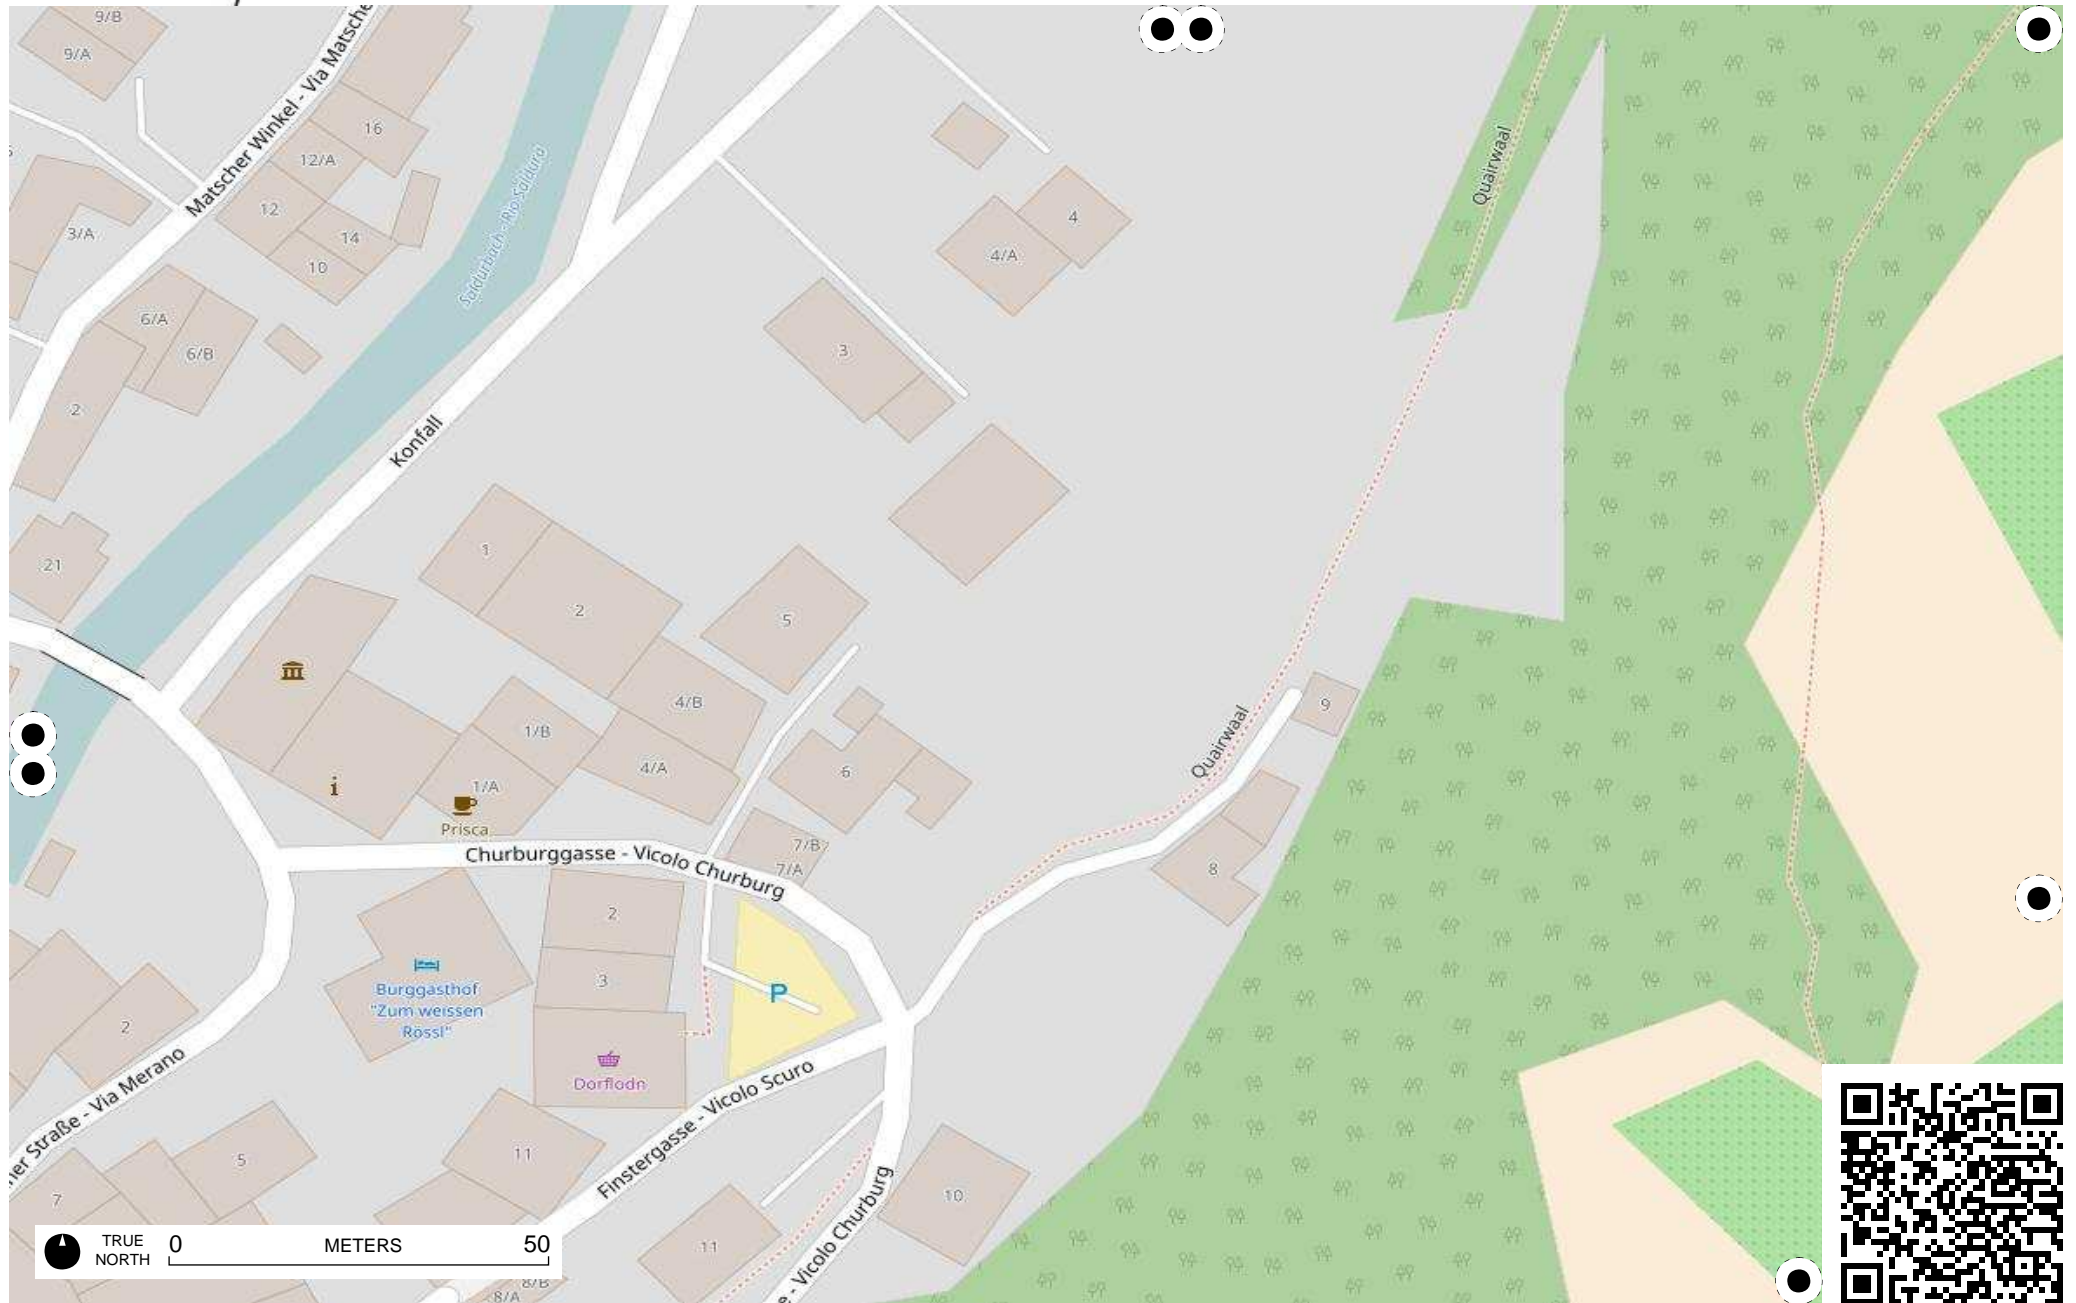 9/B
9/A
Matscher Winkel - Via Matsche
16
12/A
12
14
10
3/A
Saldurbach - Rio Saldura
Quairwaal
4
4/A
6/A
6/B
3
2
Konfall
21
1
2
5
4/B
9
1/B
Quairwaal
4/A
6
i
1/A
Prisca
7/B
7/A
Churburggasse - Vicolo Churburg
8
2
3
P
Burggasthof
"Zum weissen
Rössl"
2
Dorflodn
ner Straße - Via Merano
Finstergasse - Vicolo Scuro
11
5
7
10
11
e - Vicolo Churburg
TRUE
NORTH
0 METERS 50
8/B
8/A